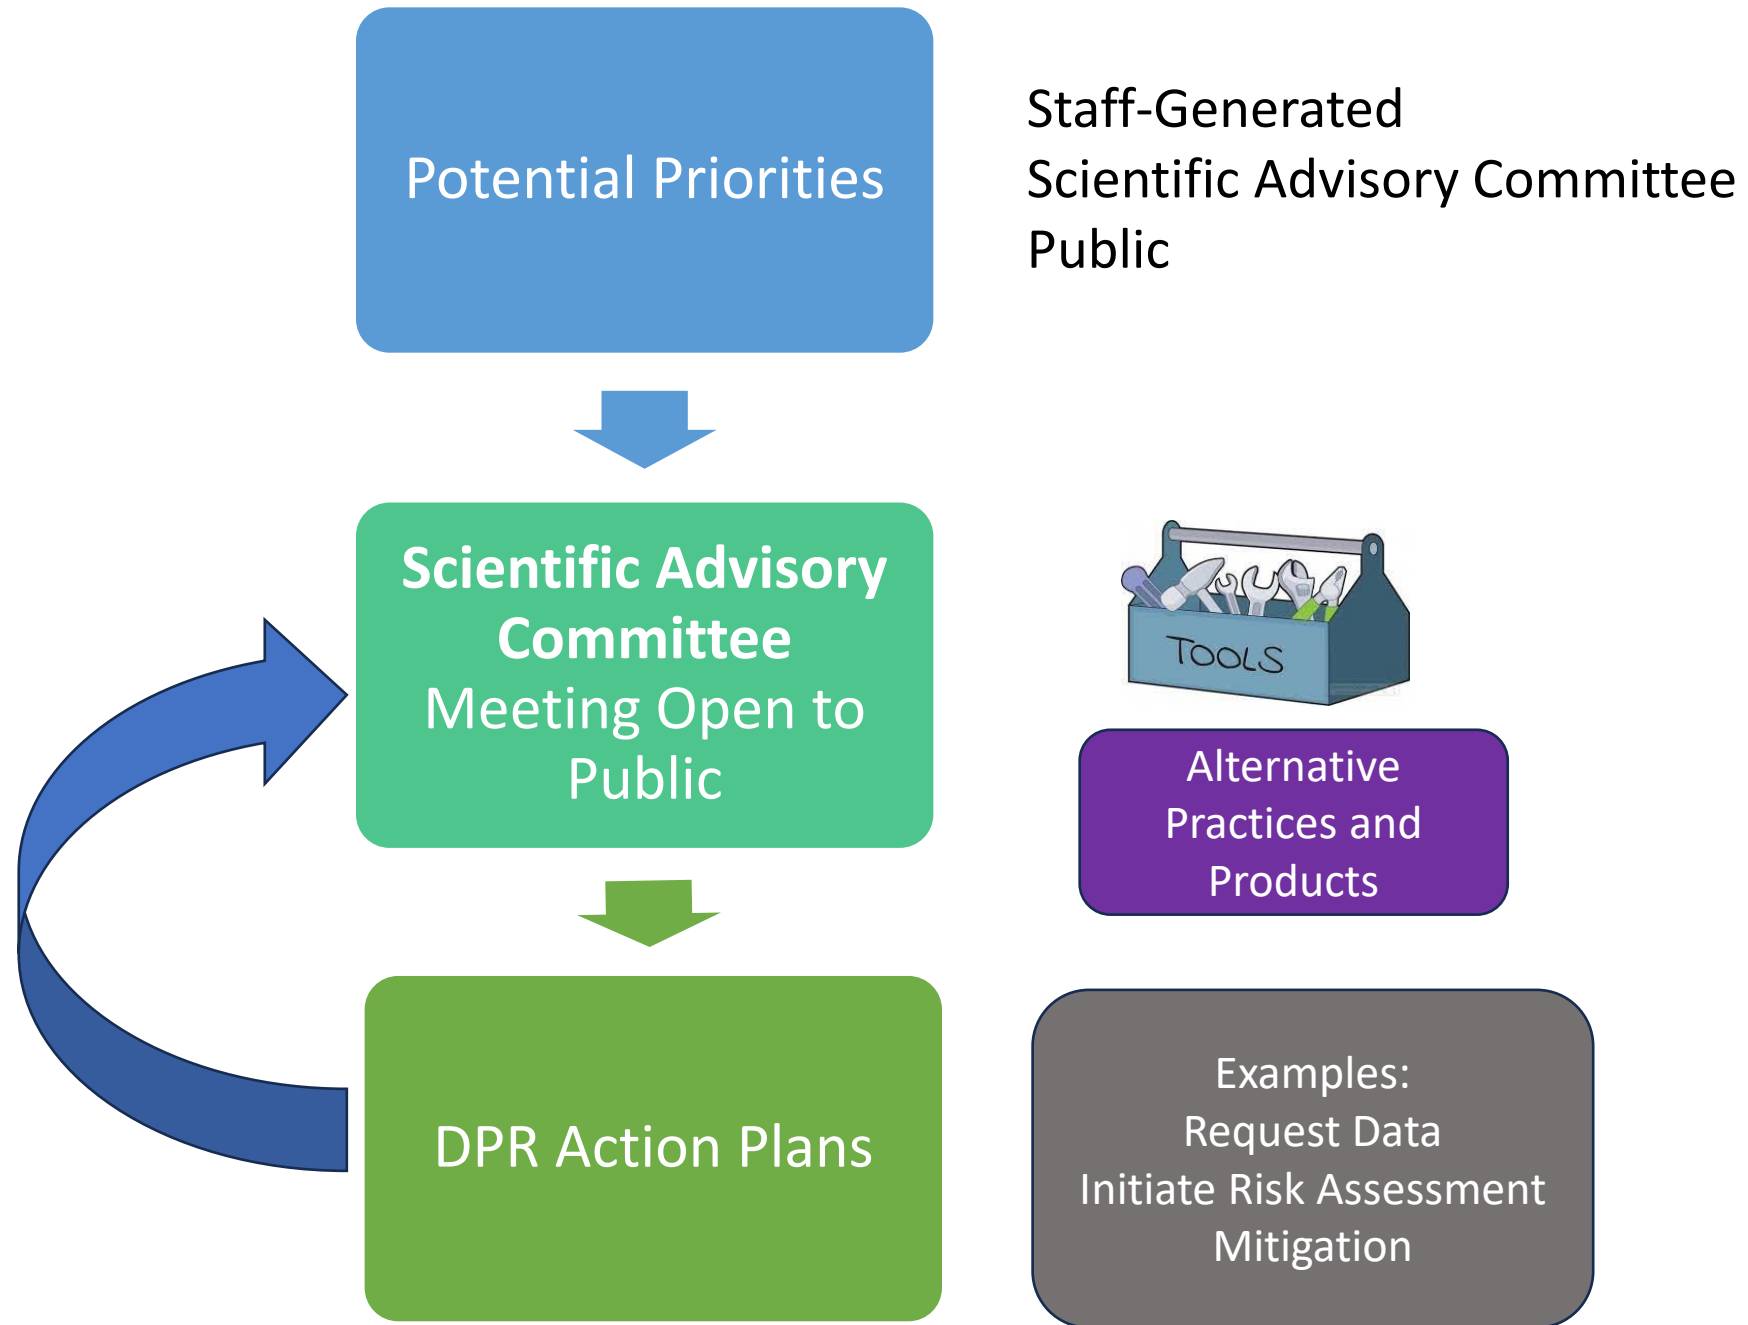 Potential Priorities
Staff-Generated
Scientific Advisory Committee
Public
Scientific Advisory
Committee
Meeting Open to
Public
TOOLS
Alternative
Practices and
Products
DPR Action Plans
Examples:
Request Data
Initiate Risk Assessment
Mitigation